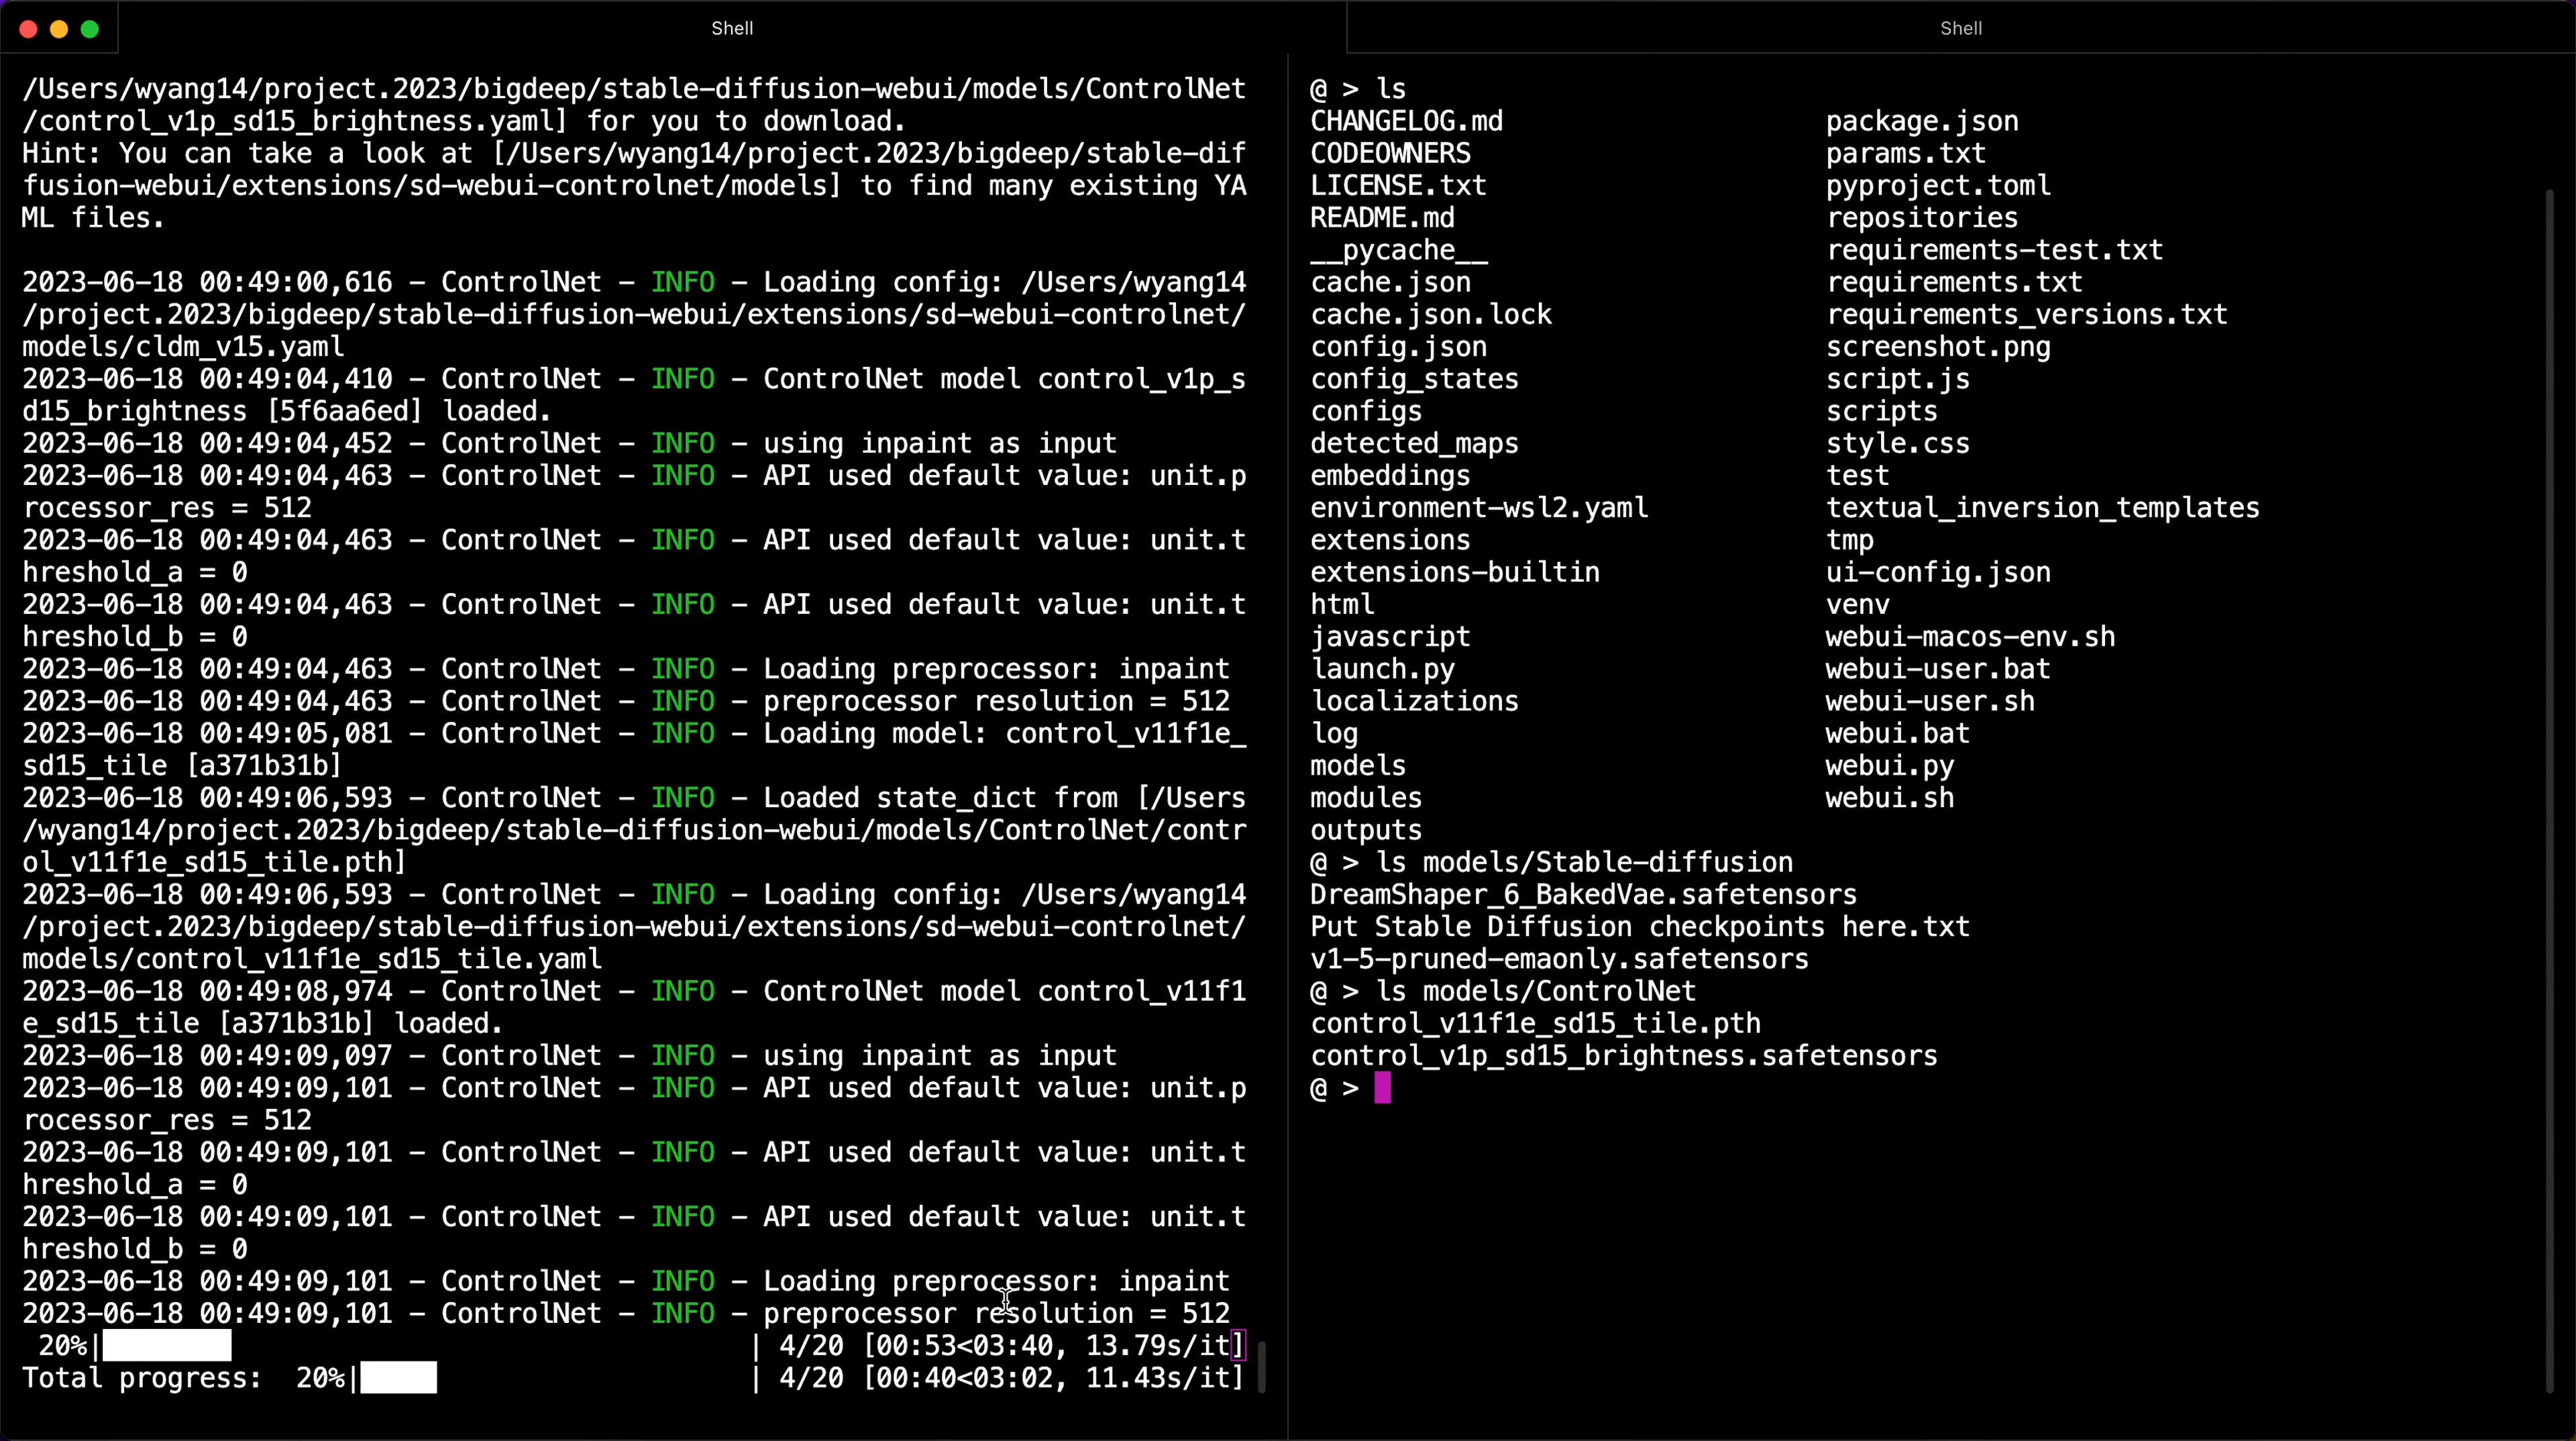 Shell
/Users/wyang14/project.2023/bigdeep/stable-diffusion-webui/models/ControlNet
/control_v1p_sd15_brightness.yaml] for you to download.
Hint: You can take a look at [/Users/wyang14/project.2023/bigdeep/stable-dif
fusion-webui/extensions/sd-webui-controlnet/models] to find many existing YA
ML files.
2023-06-18 00:49:00,616 - ControlNet - INFO - Loading config: /Users/wyang14
/project.2023/bigdeep/stable-diffusion-webui/extensions/sd-webui-controlnet/
models/cldm_v15.yaml
2023-06-18 00:49:04,410 - ControlNet - INFO - ControlNet model control_v1p_s
d15_brightness [5f6aa6ed] loaded.
2023-06-18 00:49:04,452 - ControlNet - INFO - using inpaint as input
2023-06-18 00:49:04,463 - ControlNet - INFO - API used default value: unit.p
rocessor_res = 512
2023-06-18 00:49:04,463 - ControlNet - INFO - API used default value: unit.t
hreshold_a = 0
2023-06-18 00:49:04,463 - ControlNet - INFO - API used default value: unit.t
hreshold_b = 0
2023-06-18 00:49:04,463 - ControlNet - INFO - Loading preprocessor: inpaint
2023-06-18 00:49:04,463 - ControlNet - INFO - preprocessor resolution = 512
2023-06-18 00:49:05,081 - ControlNet - INFO - Loading model: control_v11f1e_
sd15_tile [a371b31b]
2023-06-18 00:49:06,593 - ControlNet - INFO - Loaded state_dict from [/Users
/wyang14/project.2023/bigdeep/stable-diffusion-webui/models/ControlNet/contr
ol_v11f1e_sd15_tile.pth]
2023-06-18 00:49:06,593 - ControlNet - INFO - Loading config: /Users/wyang14
/project.2023/bigdeep/stable-diffusion-webui/extensions/sd-webui-controlnet/
models/control_v11f1e_sd15_tile.yaml
2023-06-18 00:49:08,974 - ControlNet - INFO - ControlNet model control_v11f1
e_sd15_tile [a371b31b] loaded.
2023-06-18 00:49:09,097 - ControlNet - INFO - using inpaint as input
2023-06-18 00:49:09,101 - ControlNet - INFO - API used default value: unit.p
rocessor_res = 512
2023-06-18 00:49:09,101 - ControlNet - INFO - API used default value: unit.t
hreshold_a = 0
2023-06-18 00:49:09,101 - ControlNet - INFO - API used default value: unit.t
hreshold_b = 0
2023-06-18 00:49:09,101 - ControlNet - INFO - Loading preprocessor: inpaint
2023-06-18 00:49:09,101 - ControlNet - INFO - preprocessor resolution = 512
20%| | 4/20 [00:53<03:40, 13.79s/it]
Total progress: 20%| | 4/20 [00:40<03:02, 11.43s/it]
Shell
@ > ls
CHANGELOG.md package.json
CODEOWNERS params.txt
LICENSE.txt pyproject.toml
README.md repositories
__pycache__ requirements-test.txt
cache.json requirements.txt
cache.json.lock requirements_versions.txt
config.json screenshot.png
config_states script.js
configs scripts
detected_maps style.css
embeddings test
environment-wsl2.yaml textual_inversion_templates
extensions tmp
extensions-builtin ui-config.json
html venv
javascript webui-macos-env.sh
launch.py webui-user.bat
localizations webui-user.sh
log webui.bat
models webui.py
modules webui.sh
outputs
@ > ls models/Stable-diffusion
DreamShaper_6_BakedVae.safetensors
Put Stable Diffusion checkpoints here.txt
v1-5-pruned-emaonly.safetensors
@ > ls models/ControlNet
control_v11f1e_sd15_tile.pth
control_v1p_sd15_brightness.safetensors
@ >